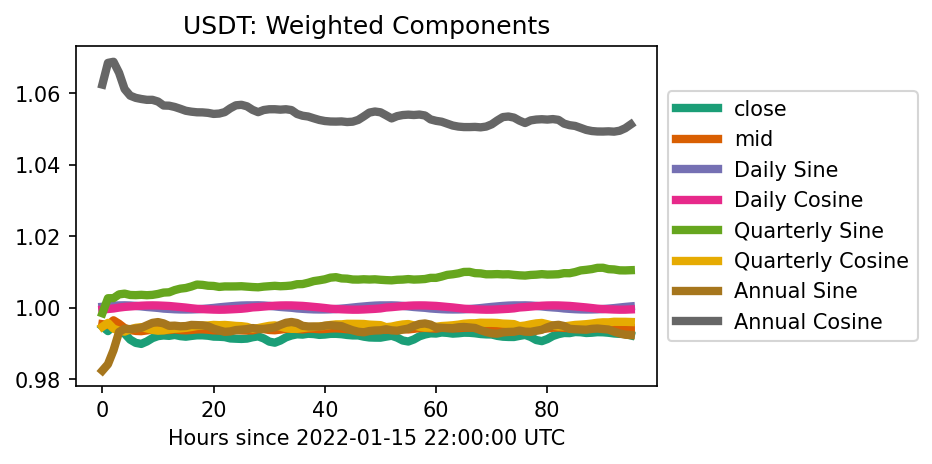 USDT: Weighted Components
1.06
1.04
1.02
1.00
0.98
0
20
40
60
80
Hours since 2022-01-15 22:00:00 UTC
close
mid
Daily Sine
Daily Cosine
Quarterly Sine
Quarterly Cosine
Annual Sine
Annual Cosine